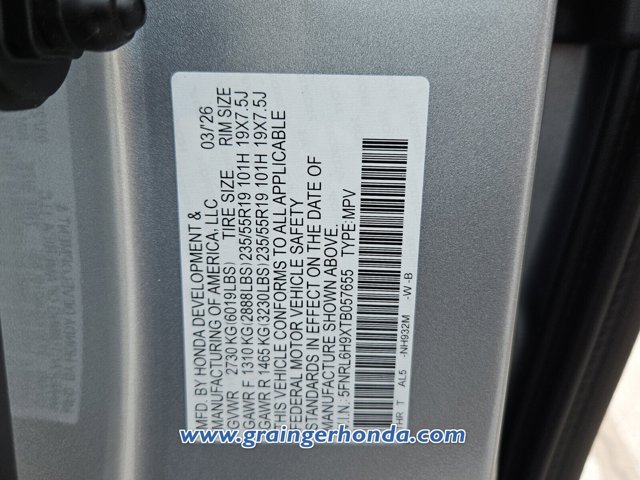 MFD. BY HONDA DEVELOPMENT &
MANUFACTURING OF AMERICA, LLC 03/26
GVWR 2730 KG(6019LBS) TIRE SIZE RIM SIZE
GAWR F 1310 KG(2888LBS)235/55R19 101H 19X7.5J
GAWR R 1465 KG(3230LBS)235/55R19 101H 19X7.5J
THIS VEHICLE CONFORMS TO ALL APPLICABLE
FEDERAL MOTOR VEHICLE SAFETY
STANDARDS IN EFFECT ON THE DATE OF
MANUFACTURE SHOWN ABOVE.
V.I.N.: 5FNRL6H9XTB057655 TYPE:MPV
THR T AL5 -NH932M -W -B
www.graingerhonda.com